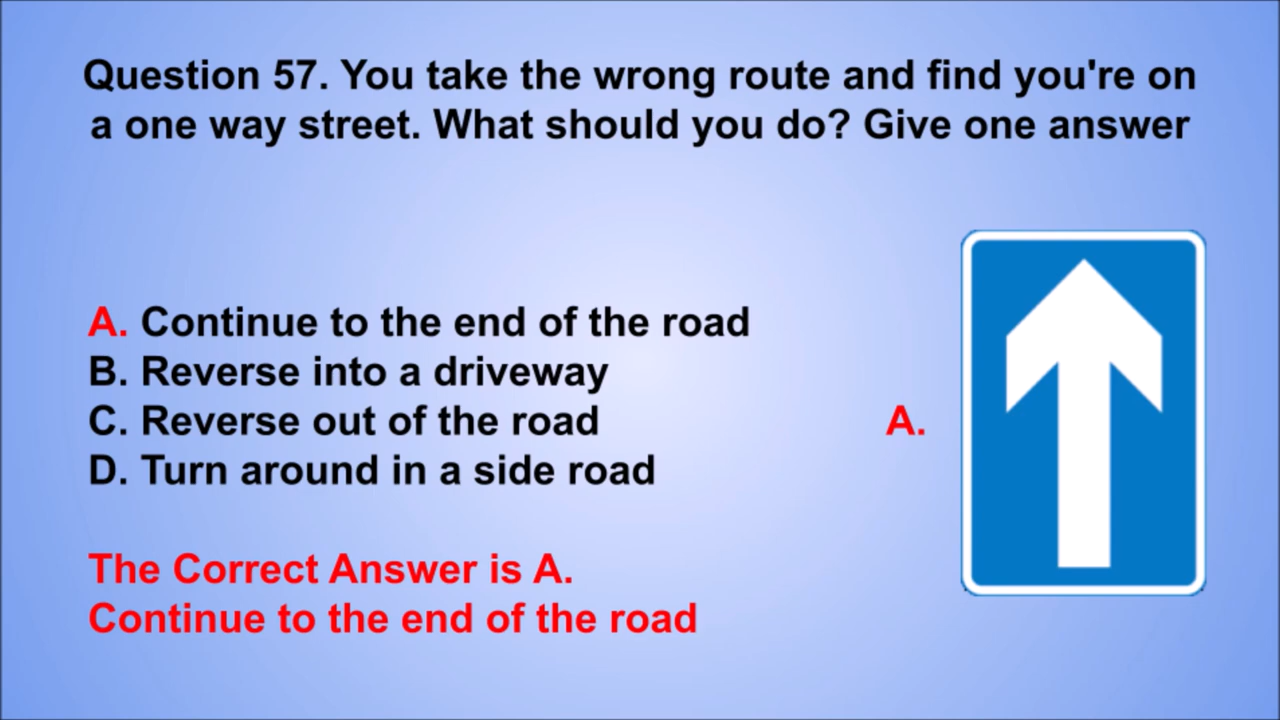 Question 57. You take the wrong route and find you're on
a one way street. What should you do? Give one answer
A. Continue to the end of the road
B. Reverse into a driveway
C. Reverse out of the road
D. Turn around in a side road
A.
The Correct Answer is A.
Continue to the end of the road